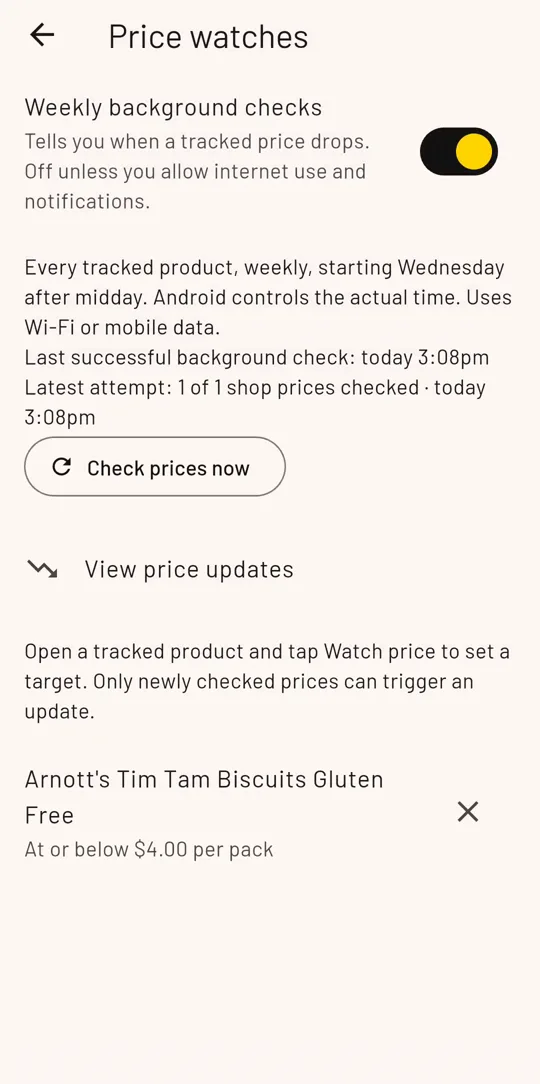 Price watches
Weekly background checks
Tells you when a tracked price drops.
Off unless you allow internet use and
notifications.
Every tracked product, weekly, starting Wednesday
after midday. Android controls the actual time. Uses
Wi-Fi or mobile data.
Last successful background check: today 3:08pm
Latest attempt: 1 of 1 shop prices checked · today
3:08pm
Check prices now
View price updates
Open a tracked product and tap Watch price to set a
target. Only newly checked prices can trigger an
update.
Arnott's Tim Tam Biscuits Gluten
Free
At or below $4.00 per pack